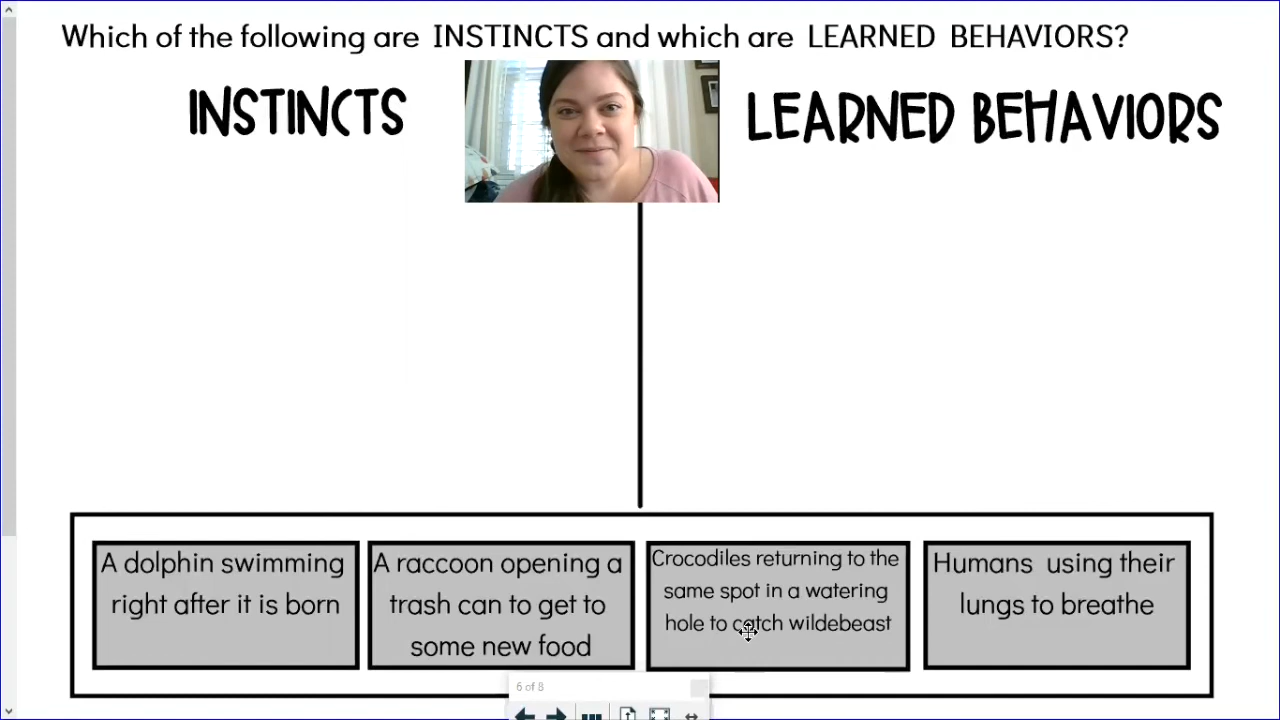 Which of the following are INSTINCTS and which are LEARNED BEHAVIORS?
INSTINCTS
LEARNED BEHAVIORS
A dolphin swimming
right after it is born
A raccoon opening a
trash can to get to
some new food
Crocodiles returning to the
same spot in a watering
hole to catch wildebeast
Humans using their
lungs to breathe
6 of 8